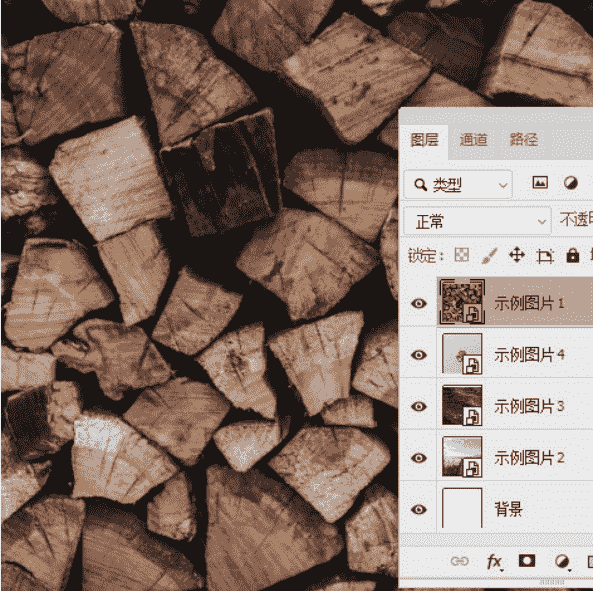 图层 通道 路径
类型
正常 不透明
锁定：
示例图片1
示例图片4
示例图片3
示例图片2
背景
fx